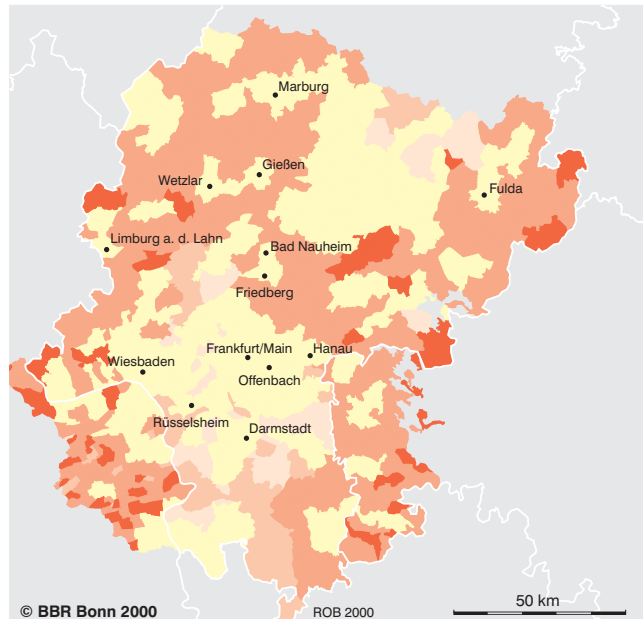 Marburg
Gießen
Wetzlar
Fulda
Limburg a. d. Lahn
Bad Nauheim
Friedberg
Frankfurt/Main
Hanau
Wiesbaden
Offenbach
Rüsselsheim
Darmstadt
50 km
© BBR Bonn 2000
ROB 2000